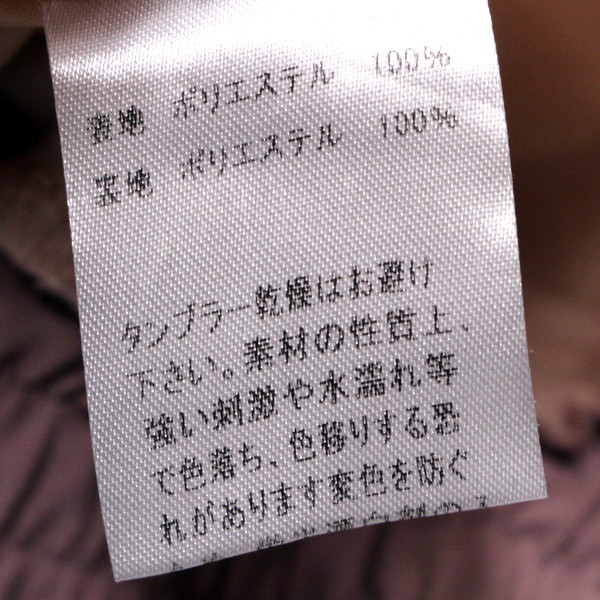 表地 ポリエステル 100%
裏地 ポリエステル 100%
タンブラー乾燥はお避け
下さい。素材の性質上、
強い刺激や水濡れ等
で色落ち、色移りする恐
れがあります変色を防ぐ